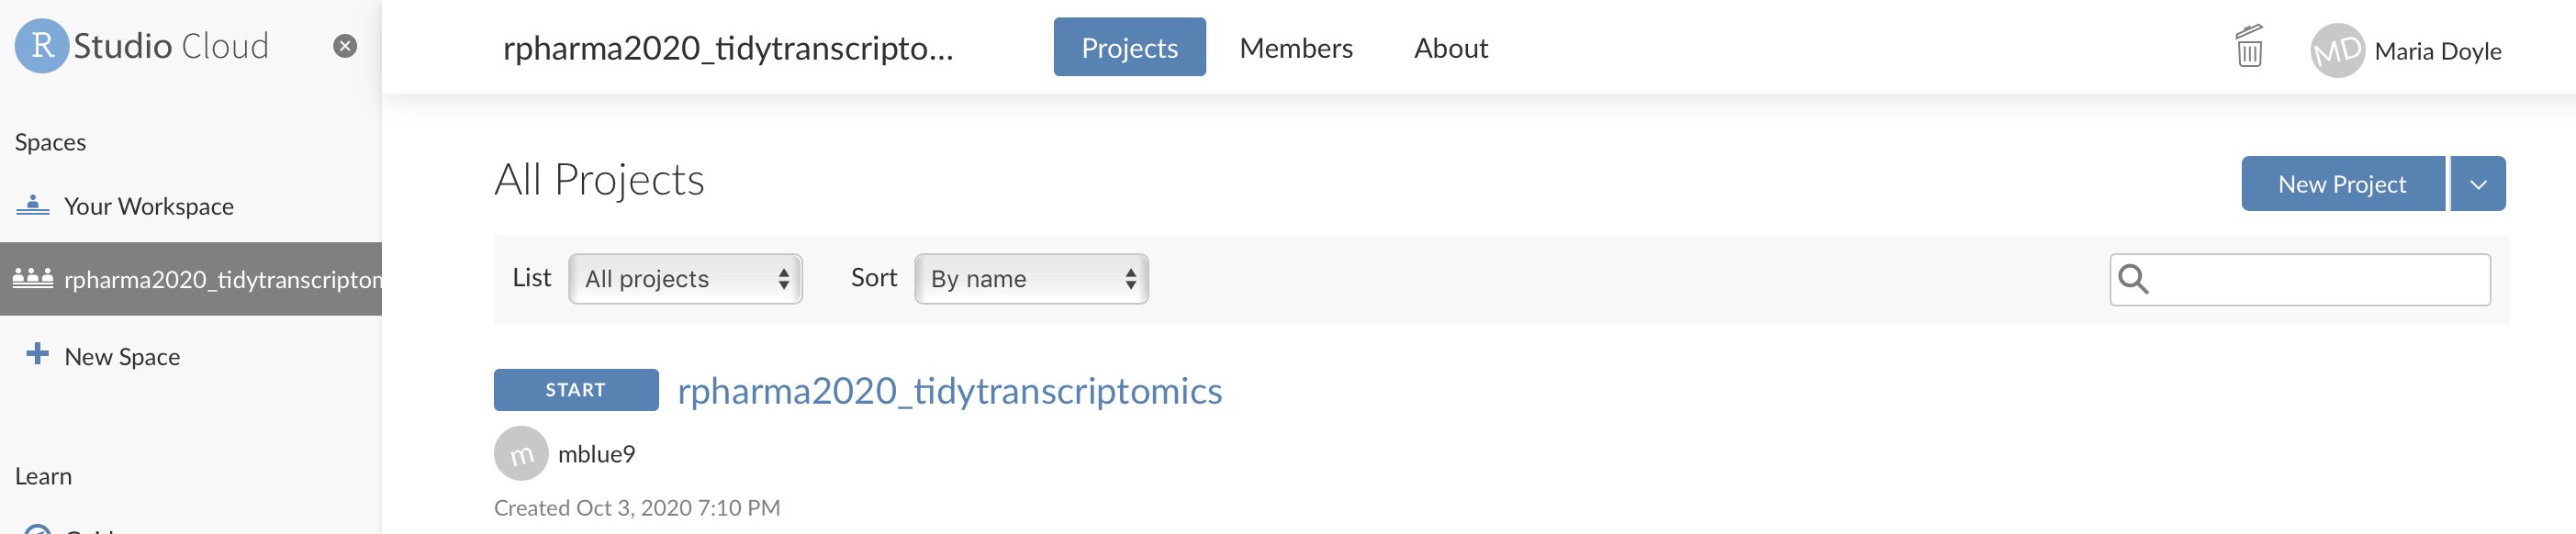 R Studio Cloud
Spaces
Your Workspace
rpharma2020_tidytranscripton
New Space
Learn
rpharma2020_tidytranscripto...
Projects
Members
About
MD
Maria Doyle
All Projects
New Project
List
All projects
Sort
By name
START
rpharma2020_tidytranscriptomics
m
mblue9
Created Oct 3, 2020 7:10 PM